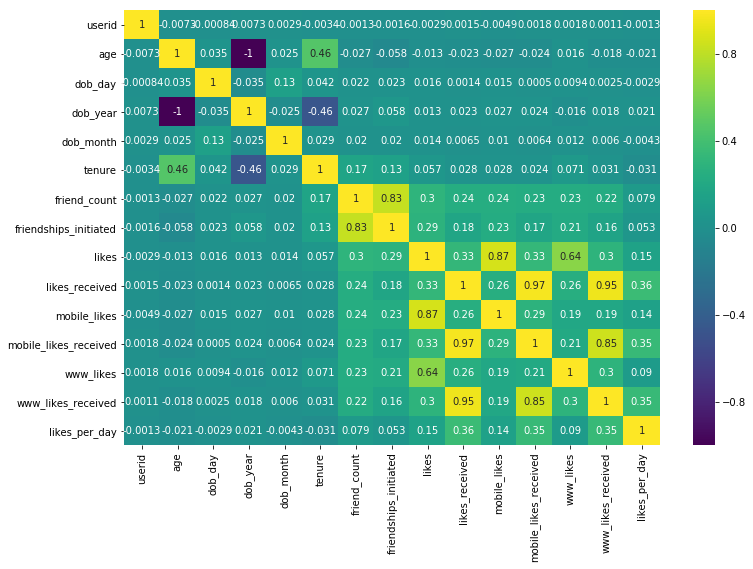 userid 1 -0.0073 -0.00084 0.0073 0.0029 -0.0034 -0.0013 -0.0016 -0.0029 0.0015 -0.0049 0.0018 0.0018 0.0011 -0.0013
age -0.0073 1 0.035 -1 0.025 0.46 -0.027 -0.058 -0.013 -0.023 -0.027 -0.024 0.016 -0.018 -0.021
dob_day -0.00084 0.035 1 -0.035 0.13 0.042 0.022 0.023 0.016 0.0014 0.015 0.0005 0.0094 0.0025 -0.0029
dob_year 0.0073 -1 -0.035 1 -0.025 -0.46 0.027 0.058 0.013 0.023 0.027 0.024 -0.016 0.018 0.021
dob_month 0.0029 0.025 0.13 -0.025 1 0.029 0.02 0.02 0.014 0.0065 0.01 0.0064 0.012 0.006 -0.0043
tenure -0.0034 0.46 0.042 -0.46 0.029 1 0.17 0.13 0.057 0.028 0.028 0.024 0.071 0.031 -0.031
friend_count -0.0013 -0.027 0.022 0.027 0.02 0.17 1 0.83 0.3 0.24 0.24 0.23 0.23 0.22 0.079
friendships_initiated -0.0016 -0.058 0.023 0.058 0.02 0.13 0.83 1 0.29 0.18 0.23 0.17 0.21 0.16 0.053
likes -0.0029 -0.013 0.016 0.013 0.014 0.057 0.3 0.29 1 0.33 0.87 0.33 0.64 0.3 0.15
likes_received 0.0015 -0.023 0.0014 0.023 0.0065 0.028 0.24 0.18 0.33 1 0.26 0.97 0.26 0.95 0.36
mobile_likes -0.0049 -0.027 0.015 0.027 0.01 0.028 0.24 0.23 0.87 0.26 1 0.29 0.19 0.19 0.14
mobile_likes_received 0.0018 -0.024 0.0005 0.024 0.0064 0.024 0.23 0.17 0.33 0.97 0.29 1 0.21 0.85 0.35
www_likes 0.0018 0.016 0.0094 -0.016 0.012 0.071 0.23 0.21 0.64 0.26 0.19 0.21 1 0.3 0.09
www_likes_received 0.0011 -0.018 0.0025 0.018 0.006 0.031 0.22 0.16 0.3 0.95 0.19 0.85 0.3 1 0.35
likes_per_day -0.0013 -0.021 -0.0029 0.021 -0.0043 -0.031 0.079 0.053 0.15 0.36 0.14 0.35 0.09 0.35 1
userid
age
dob_day
dob_year
dob_month
tenure
friend_count
friendships_initiated
likes
likes_received
mobile_likes
mobile_likes_received
www_likes
www_likes_received
likes_per_day
0.8
0.4
0.0
−0.4
−0.8